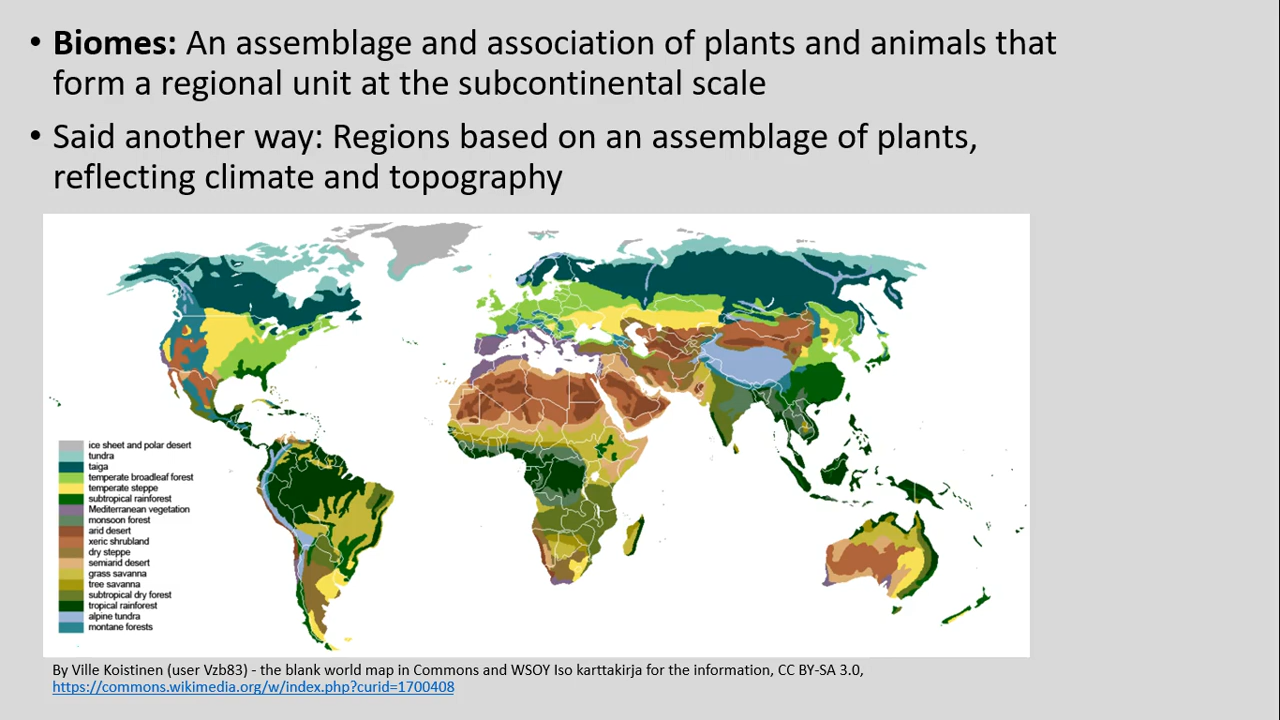 • Biomes: An assemblage and association of plants and animals that
form a regional unit at the subcontinental scale
• Said another way: Regions based on an assemblage of plants,
reflecting climate and topography
ice sheet and polar desert
tundra
taiga
temperate broadleaf forest
temperate steppe
subtropical rainforest
Mediterranean vegetation
monsoon forest
arid desert
xeric shrubland
dry steppe
semiarid desert
grass savanna
tree savanna
subtropical dry forest
tropical rainforest
alpine tundra
montane forests
By Ville Koistinen (user Vzb83) - the blank world map in Commons and WSOY Iso karttakirja for the information, CC BY-SA 3.0,
https://commons.wikimedia.org/w/index.php?curid=1700408